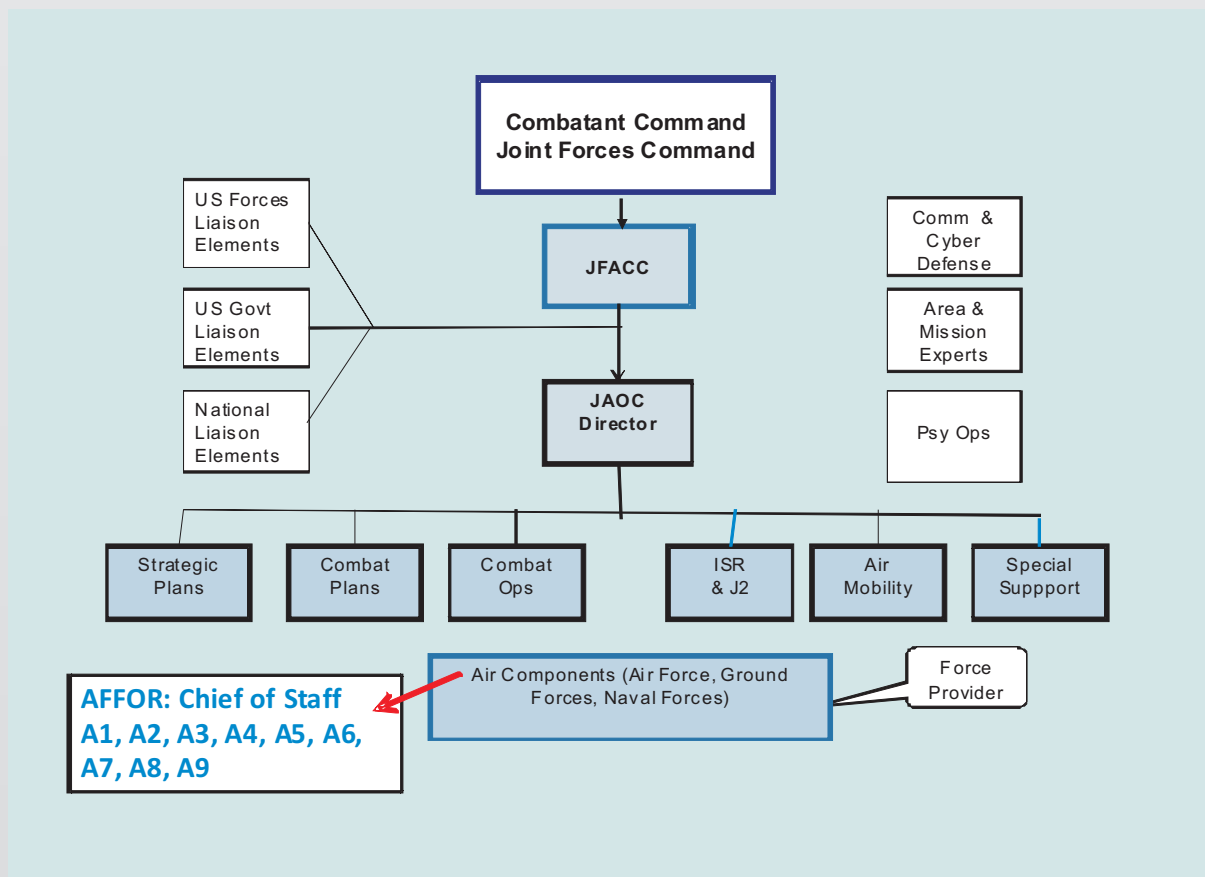 Combatant Command
Joint Forces Command
US Forces
Liaison
Elements
Comm & 
Cyber
Defense
JFACC
US Govt
Liaison
Elements
Area &
Mission
Experts
JAOC
Director
National
Liaison
Elements
Psy Ops
Strategic
Plans
Combat
Plans
Combat
Ops
ISR
& J2
Air
Mobility
Special
Suppport
Air Components (Air Force, Ground
Forces, Naval Forces)
Force
Provider
AFFOR: Chief of Staff
A1, A2, A3, A4, A5, A6,
A7, A8, A9